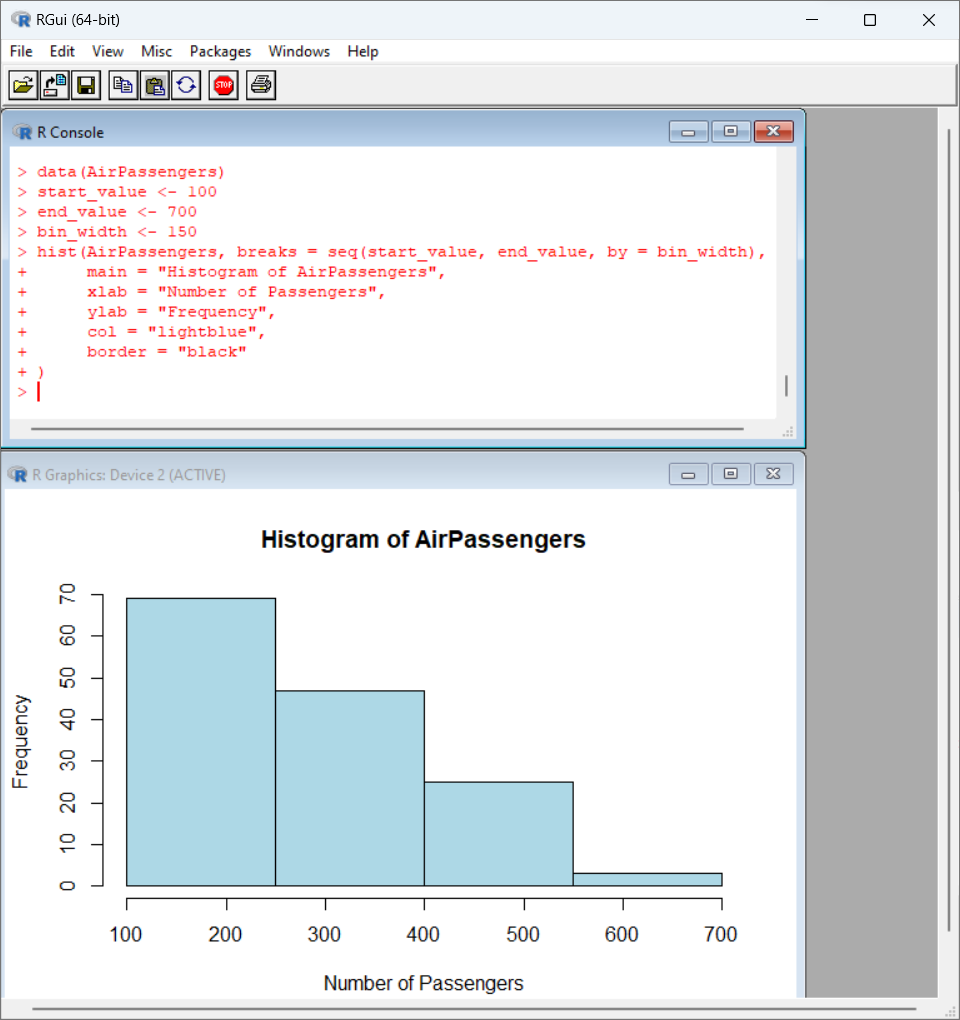 RGui (64-bit)
File Edit View Misc Packages Windows Help
STOP
R Console
> data(AirPassengers)
> start_value <- 100
> end_value <- 700
> bin_width <- 150
> hist(AirPassengers, breaks = seq(start_value, end_value, by = bin_width),
+      main = "Histogram of AirPassengers",
+      xlab = "Number of Passengers",
+      ylab = "Frequency",
+      col = "lightblue",
+      border = "black"
+ )
>
R Graphics: Device 2 (ACTIVE)
Histogram of AirPassengers
Frequency
70
60
50
40
30
20
10
0
100 200 300 400 500 600 700
Number of Passengers